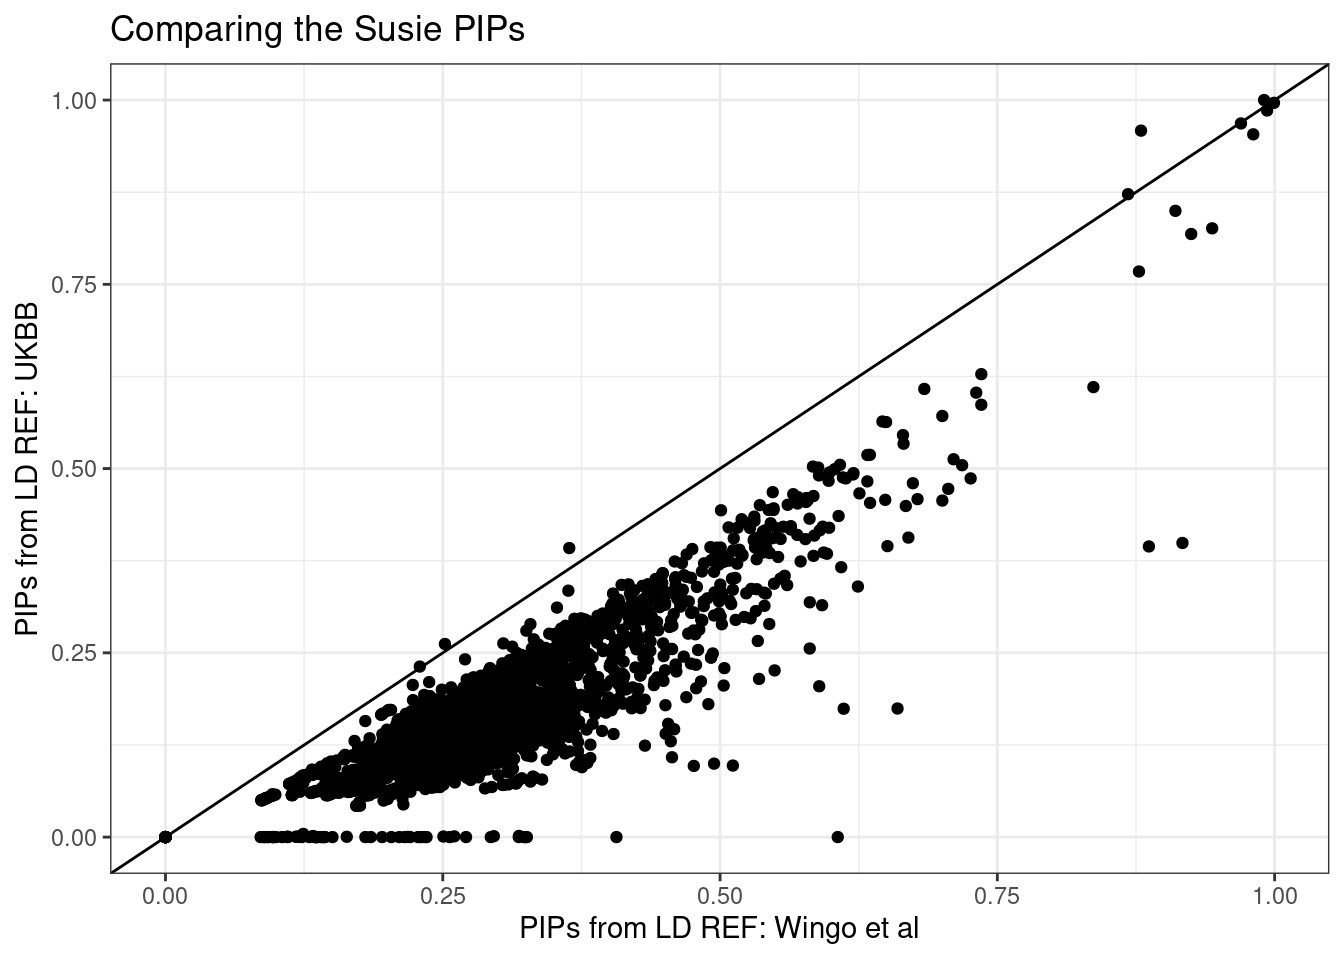 Comparing the Susie PIPs
PIPs from LD REF: UKBB
1.00
0.75
0.50
0.25
0.00
0.00 0.25 0.50 0.75 1.00
PIPs from LD REF: Wingo et al